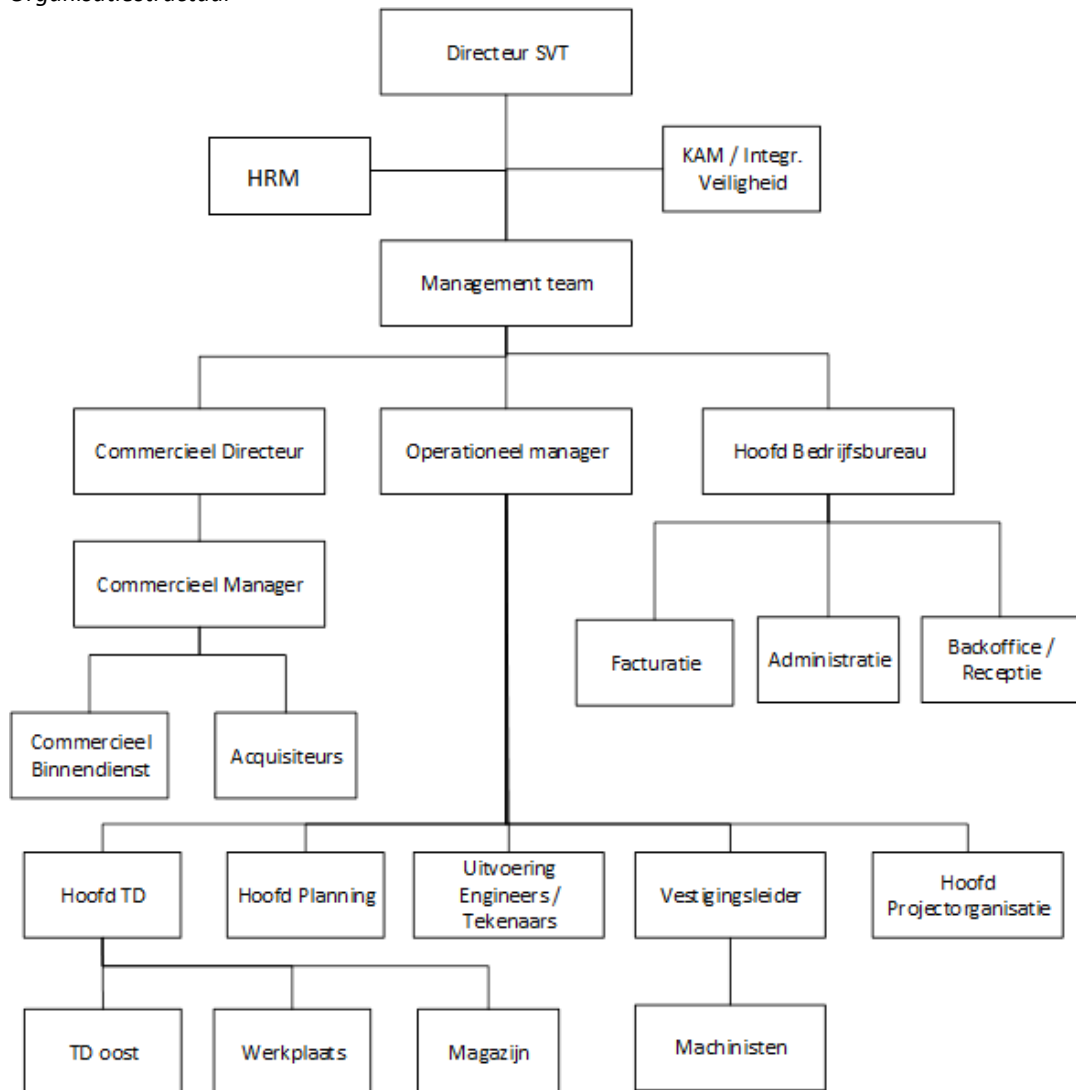 Organisatiestructuur
Directeur SVT
HRM
KAM / Integr.
Veiligheid
Management team
Commercieel Directeur
Operationeel manager
Hoofd Bedrijfsbureau
Commercieel Manager
Facturatie
Administratie
Backoffice /
Receptie
Commercieel
Binnendienst
Acquisiteurs
Hoofd TD
Hoofd Planning
Uitvoering
Engineers /
Tekenaars
Vestigingsleider
Hoofd
Projectorganisatie
TD oost
Werkplaats
Magazijn
Machinisten